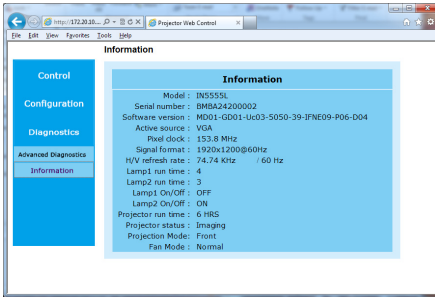 http://172.20.10...
Projector Web Control
File Edit View Favorites Tools Help
Information
Control
Configuration
Diagnostics
Advanced Diagnostics
Information
Information
Model : IN5555L
Serial number : BMBA24200002
Software version : MD01-GD01-Uc03-5050-39-IFNE09-P06-D04
Active source : VGA
Pixel clock : 153.8 MHz
Signal format : 1920x1200@60Hz
H/V refresh rate : 74.74 KHz / 60 Hz
Lamp1 run time : 4
Lamp2 run time : 3
Lamp1 On/Off : OFF
Lamp2 On/Off : ON
Projector run time : 6 HRS
Projector status : Imaging
Projection Mode: Front
Fan Mode : Normal